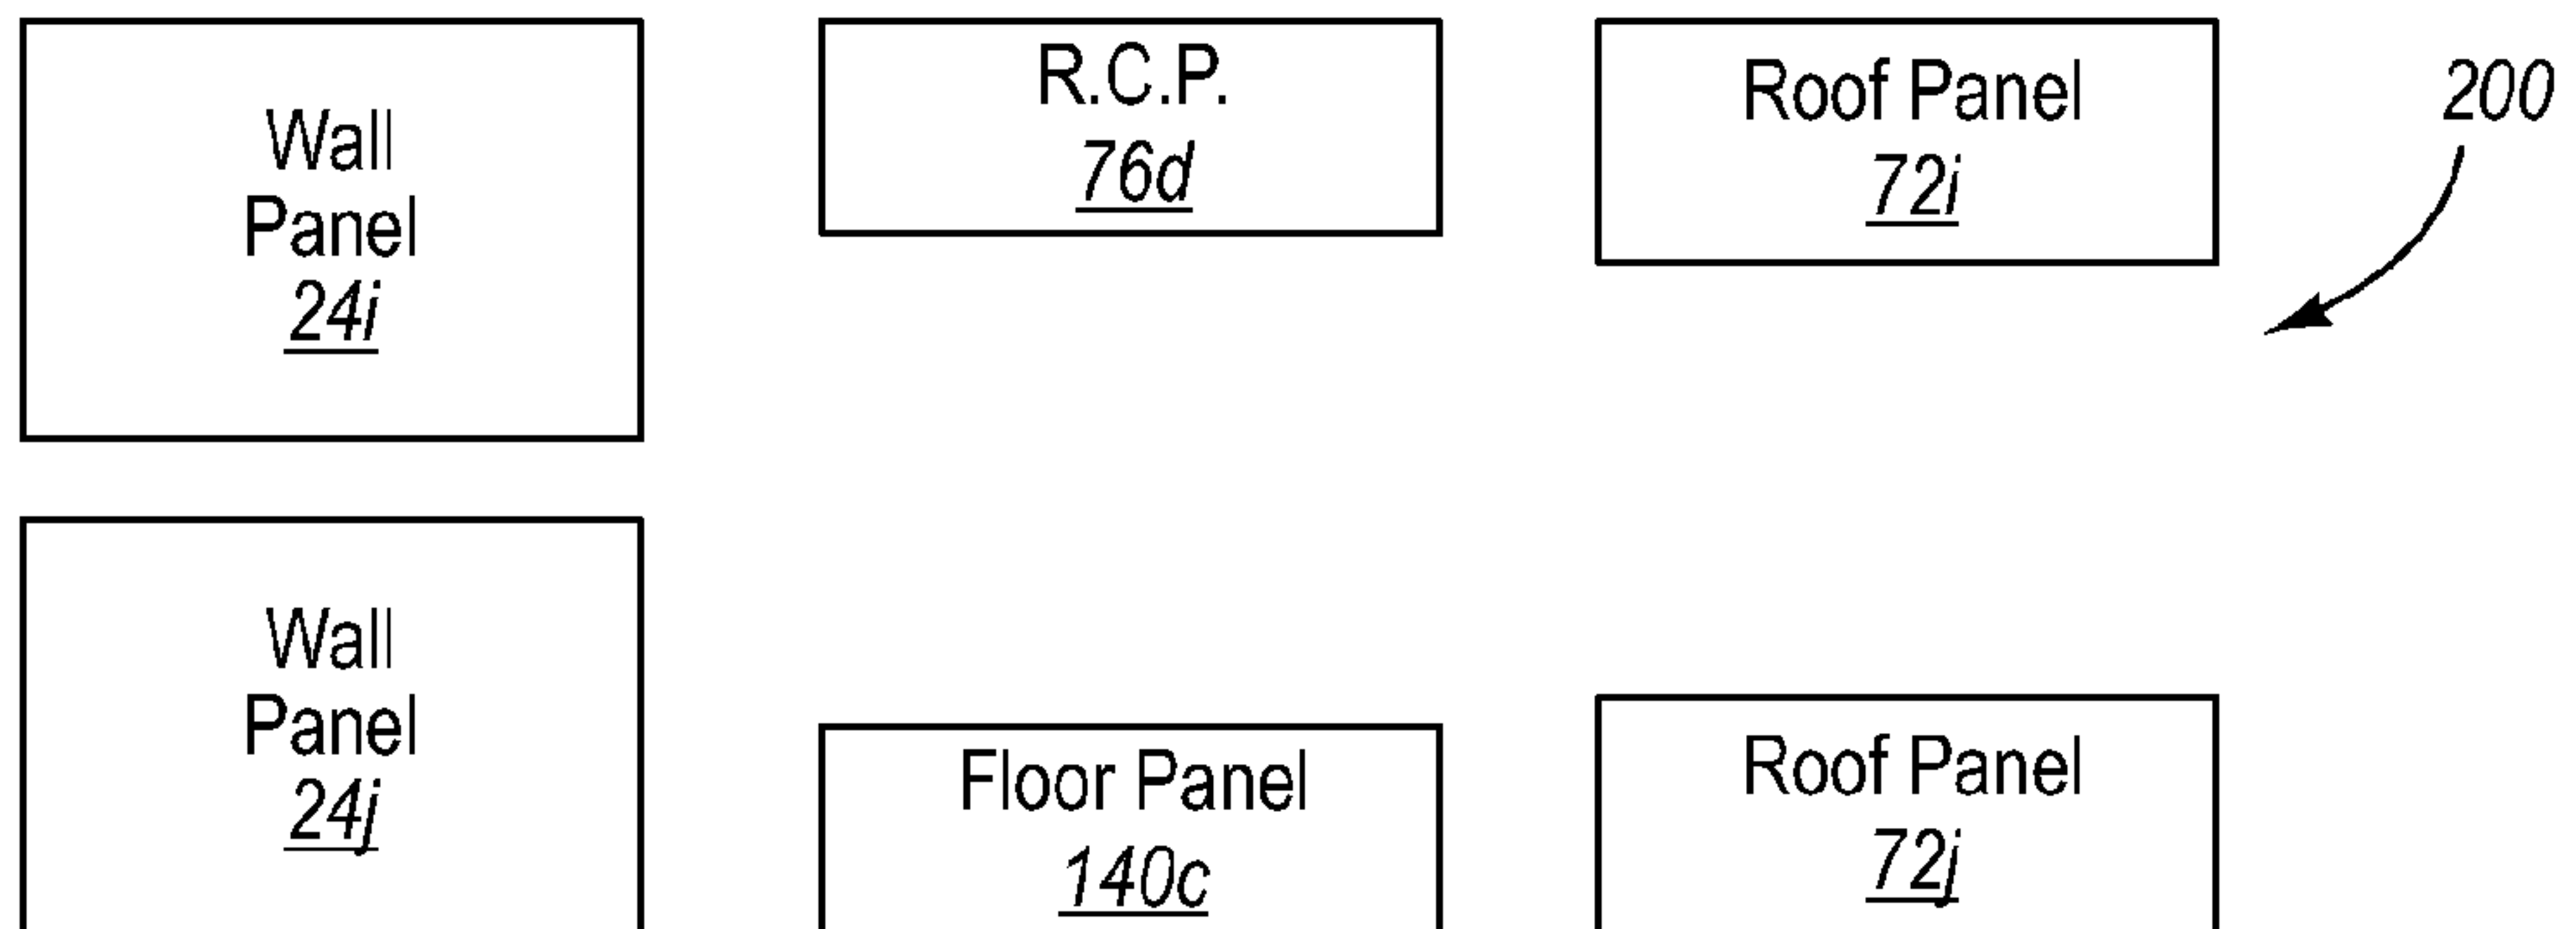 Wall
Panel
24i
R.C.P.
76d
Roof Panel
72i
200
Wall
Panel
24j
Floor Panel
140c
Roof Panel
72j